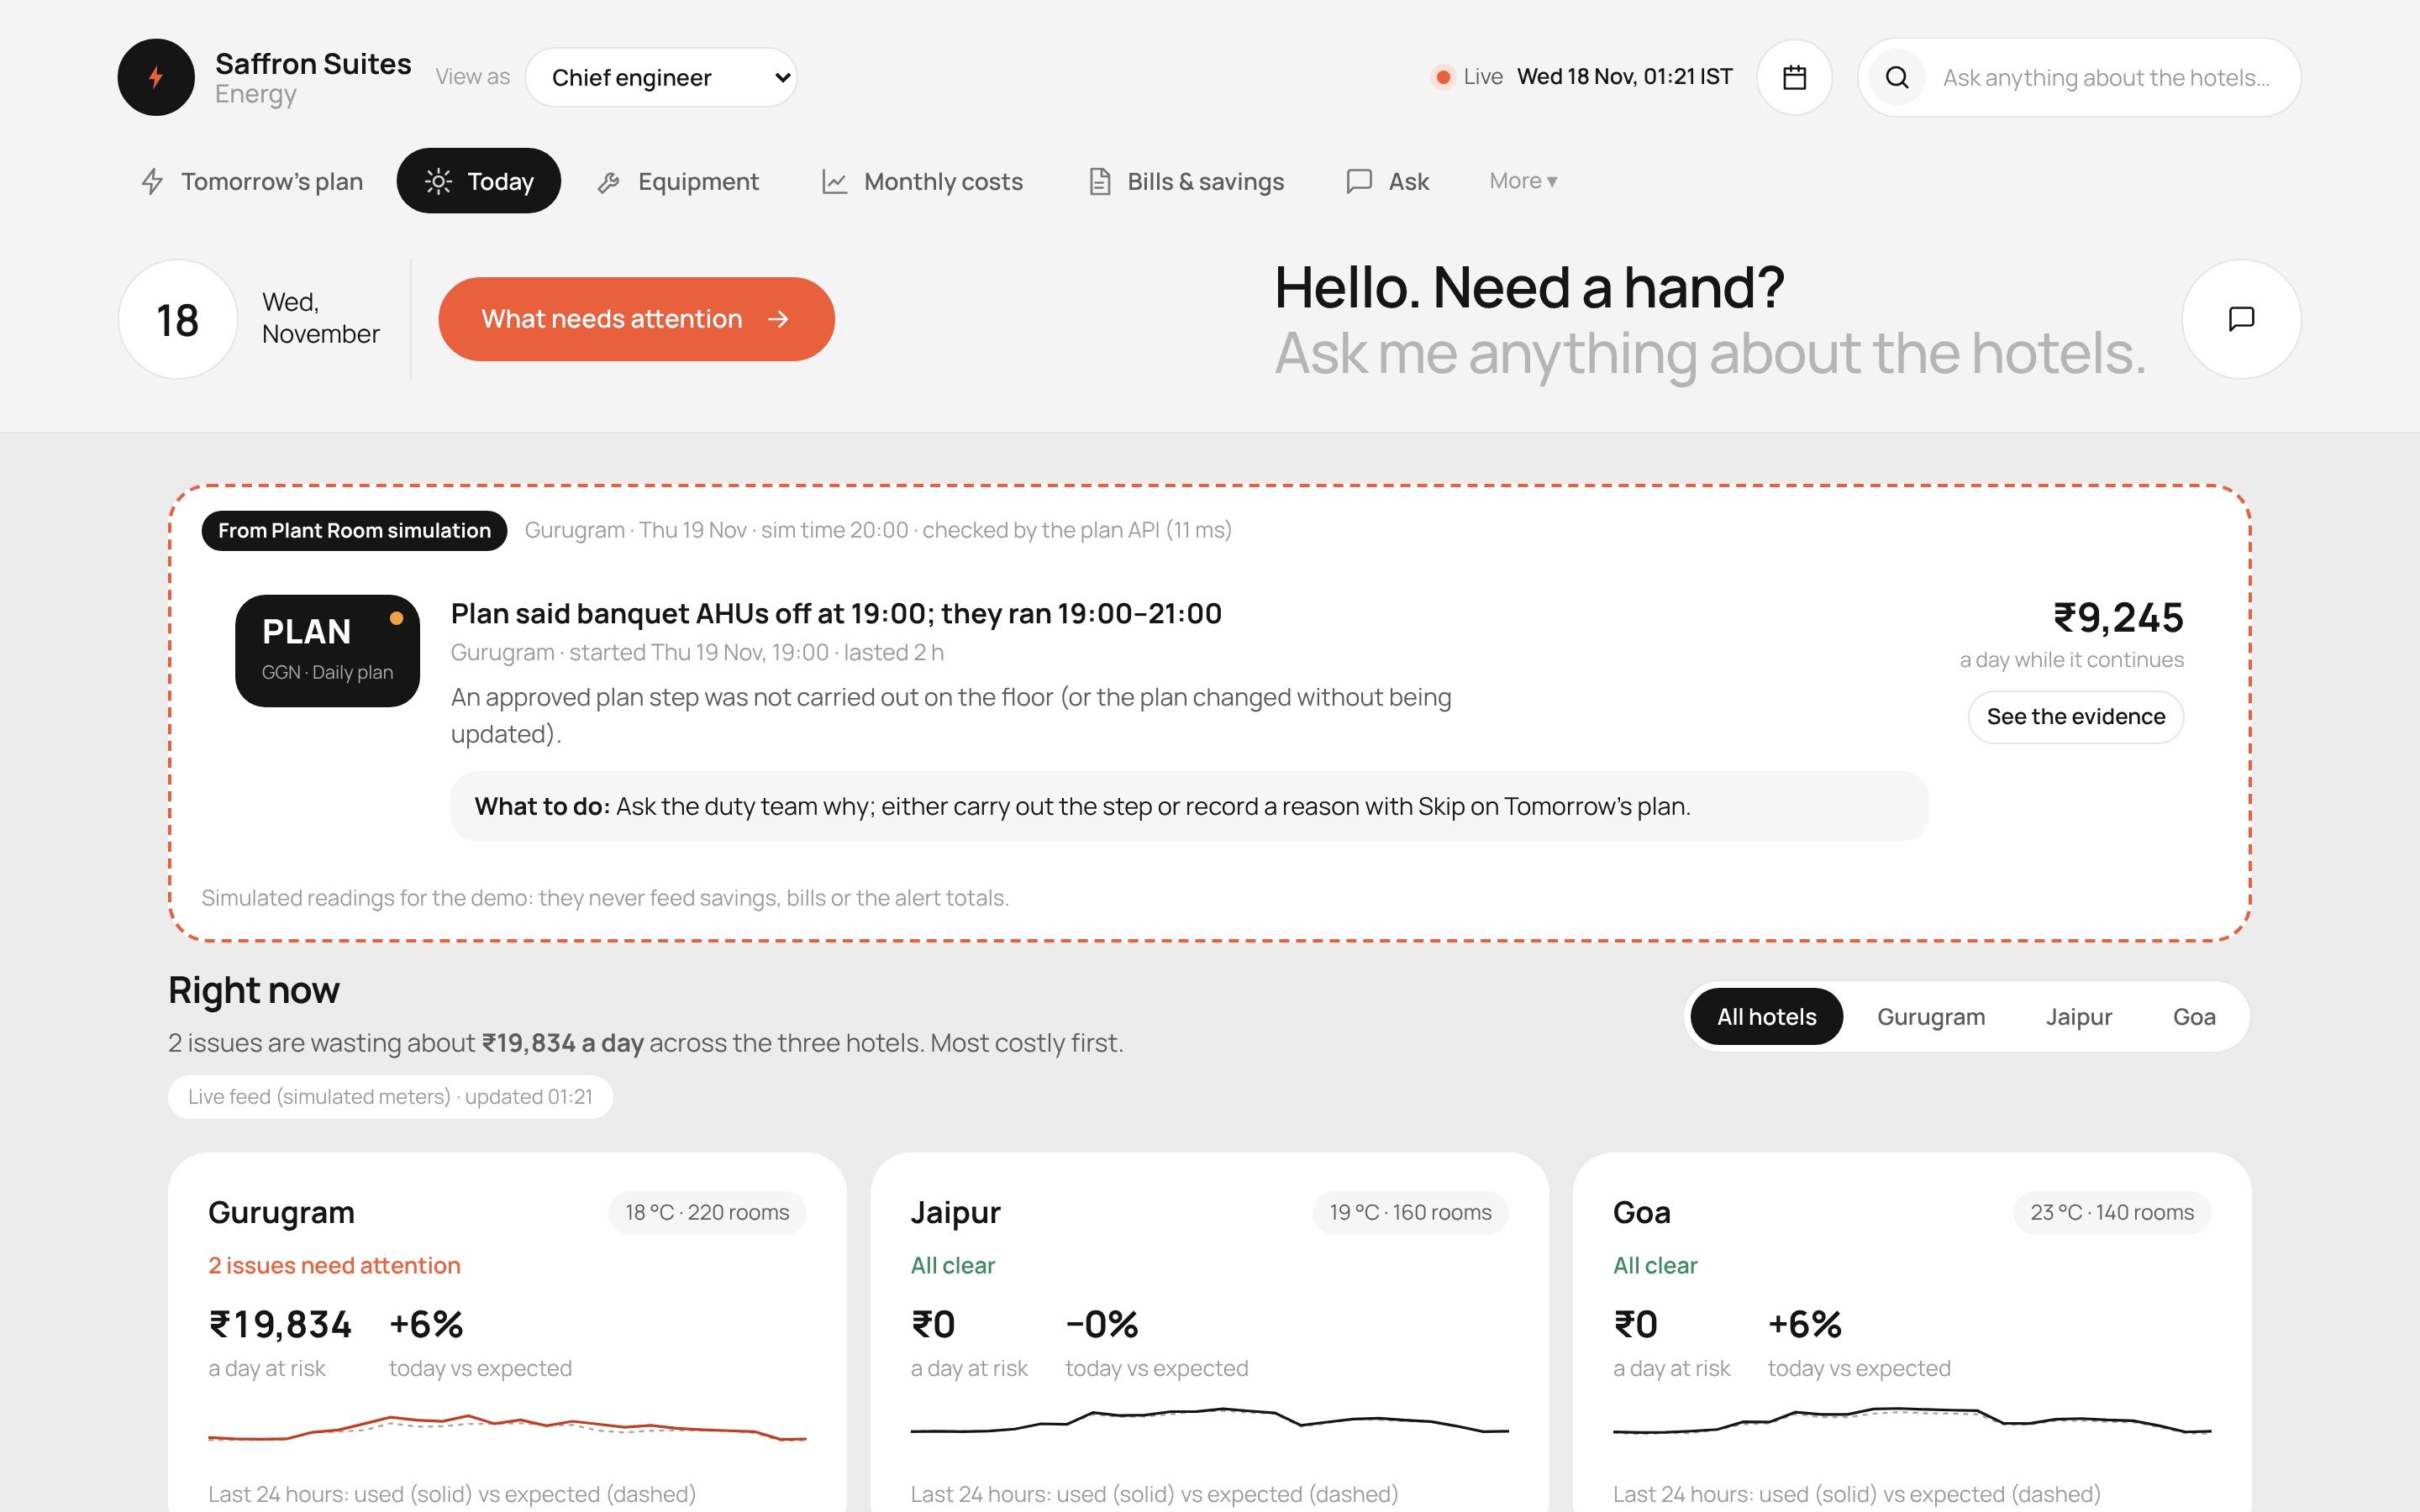 Saffron Suites
Energy
View as
Chief engineer
Live Wed 18 Nov, 01:21 IST
Ask anything about the hotels...
Tomorrow's plan
Today
Equipment
Monthly costs
Bills & savings
Ask
More ▾
18
Wed,
November
What needs attention →
Hello. Need a hand?
Ask me anything about the hotels.
From Plant Room simulation
Gurugram · Thu 19 Nov · sim time 20:00 · checked by the plan API (11 ms)
PLAN
GGN · Daily plan
Plan said banquet AHUs off at 19:00; they ran 19:00–21:00
Gurugram · started Thu 19 Nov, 19:00 · lasted 2 h
An approved plan step was not carried out on the floor (or the plan changed without being
updated).
What to do: Ask the duty team why; either carry out the step or record a reason with Skip on Tomorrow's plan.
₹9,245
a day while it continues
See the evidence
Simulated readings for the demo: they never feed savings, bills or the alert totals.
Right now
2 issues are wasting about ₹19,834 a day across the three hotels. Most costly first.
Live feed (simulated meters) · updated 01:21
All hotels
Gurugram
Jaipur
Goa
Gurugram
18 °C · 220 rooms
2 issues need attention
₹19,834
a day at risk
+6%
today vs expected
Last 24 hours: used (solid) vs expected (dashed)
Jaipur
19 °C · 160 rooms
All clear
₹0
a day at risk
−0%
today vs expected
Last 24 hours: used (solid) vs expected (dashed)
Goa
23 °C · 140 rooms
All clear
₹0
a day at risk
+6%
today vs expected
Last 24 hours: used (solid) vs expected (dashed)